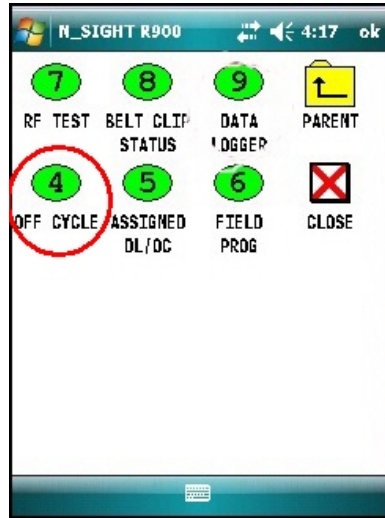 N_SIGHT R900 4:17 ok
7 8 9
RF TEST BELT CLIP DATA PARENT
STATUS LOGGER
4 5 6
OFF CYCLE ASSIGNED FIELD CLOSE
DL/OC PROG